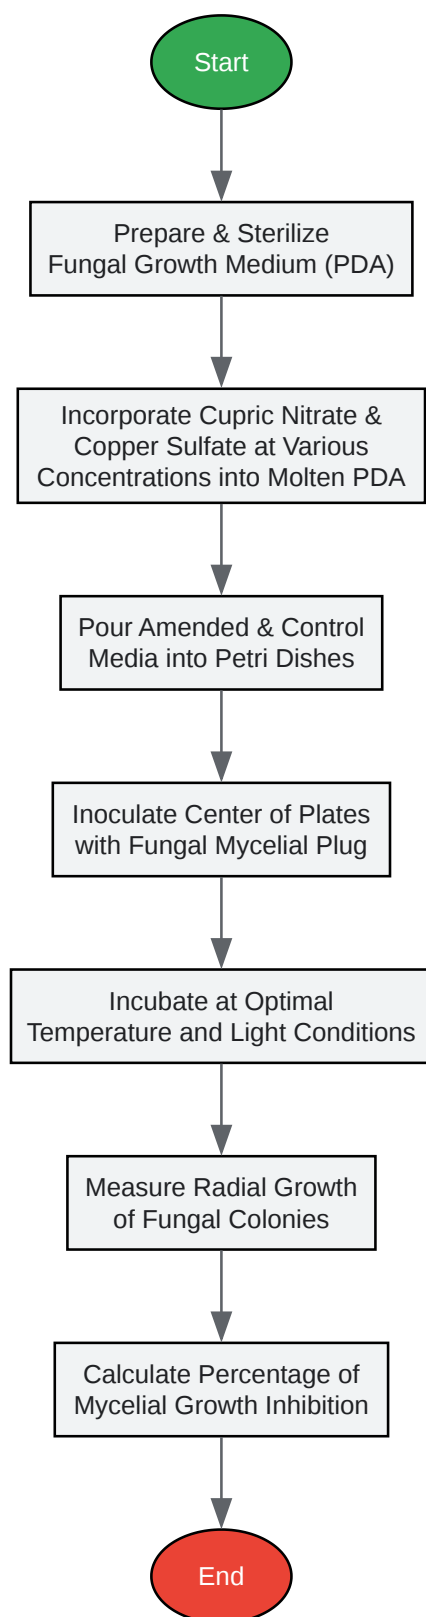 Start
Prepare & Sterilize
Fungal Growth Medium (PDA)
Incorporate Cupric Nitrate &
Copper Sulfate at Various
Concentrations into Molten PDA
Pour Amended & Control
Media into Petri Dishes
Inoculate Center of Plates
with Fungal Mycelial Plug
Incubate at Optimal
Temperature and Light Conditions
Measure Radial Growth
of Fungal Colonies
Calculate Percentage of
Mycelial Growth Inhibition
End